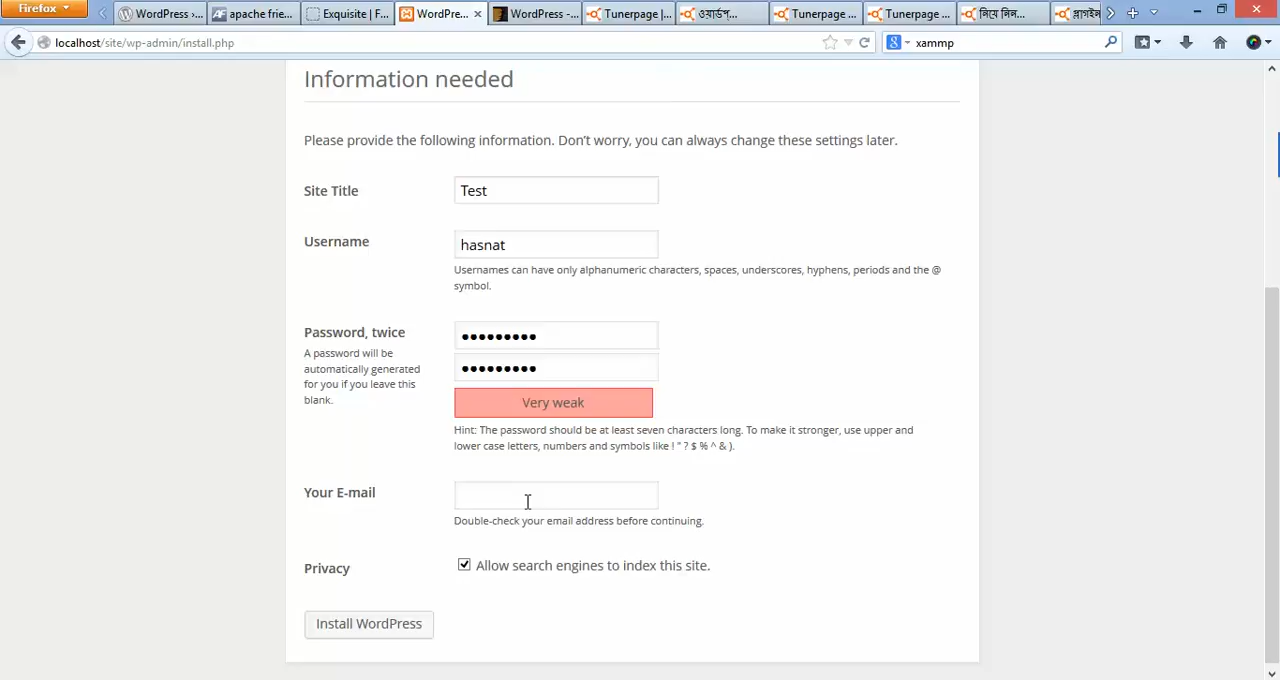 Firefox
WordPress ›...
apache frie...
Exquisite | F...
WordPre...
WordPress -...
Tunerpage |...
ওয়ার্ডপ্...
Tunerpage ...
Tunerpage ...
নিয়ে নিন...
প্লাগইন
localhost/site/wp-admin/install.php
xammp
Information needed
Please provide the following information. Don't worry, you can always change these settings later.
Site Title
Test
Username
hasnat
Usernames can have only alphanumeric characters, spaces, underscores, hyphens, periods and the @
symbol.
Password, twice
A password will be
automatically generated
for you if you leave this
blank.
•••••••••
•••••••••
Very weak
Hint: The password should be at least seven characters long. To make it stronger, use upper and
lower case letters, numbers and symbols like ! " ? $ % ^ & ).
Your E-mail
Double-check your email address before continuing.
Privacy
Allow search engines to index this site.
Install WordPress